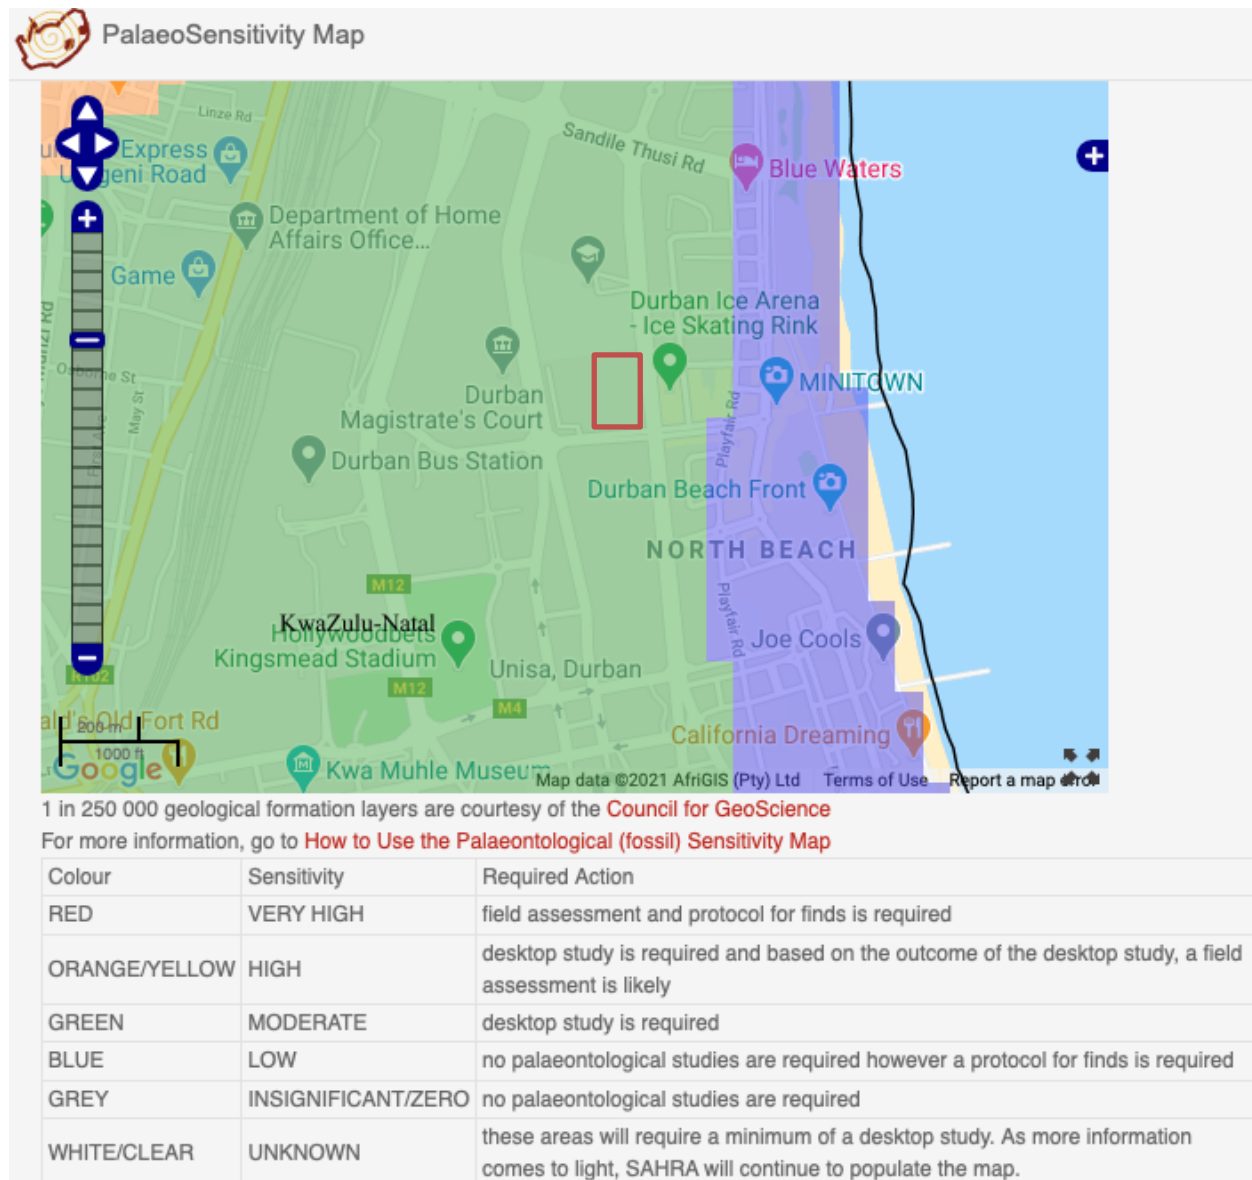 PalaeoSensitivity Map
Linze Rd
Express
Road
Sandile Thusi Rd
Blue Waters
Department of Home
Affairs Office...
Game
Durban Ice Arena
- Ice Skating Rink
MINITOWN
Osborne St
May St
Durban
Magistrate's Court
Playfair Rd
Durban Bus Station
Durban Beach Front
NORTH BEACH
M12
KwaZulu-Natal
Hollywoodbets
Kingsmead Stadium
Playfair Rd
Joe Cools
Unisa, Durban
R102
M12
M4
Old Fort Rd
200 m
1000 ft
California Dreaming
Google
Kwa Muhle Museum
Map data ©2021 AfriGIS (Pty) Ltd Terms of Use Report a map error
1 in 250 000 geological formation layers are courtesy of the Council for GeoScience
For more information, go to How to Use the Palaeontological (fossil) Sensitivity Map
Colour Sensitivity Required Action
RED VERY HIGH field assessment and protocol for finds is required
ORANGE/YELLOW HIGH desktop study is required and based on the outcome of the desktop study, a field
assessment is likely
GREEN MODERATE desktop study is required
BLUE LOW no palaeontological studies are required however a protocol for finds is required
GREY INSIGNIFICANT/ZERO no palaeontological studies are required
WHITE/CLEAR UNKNOWN these areas will require a minimum of a desktop study. As more information
comes to light, SAHRA will continue to populate the map.